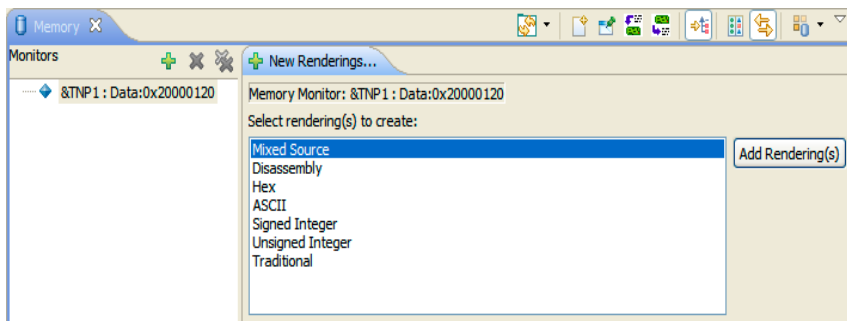 Memory
Monitors
&TNP1 : Data:0x20000120
New Renderings...
Memory Monitor: &TNP1 : Data:0x20000120
Select rendering(s) to create:
Mixed Source
Disassembly
Hex
ASCII
Signed Integer
Unsigned Integer
Traditional
Add Rendering(s)